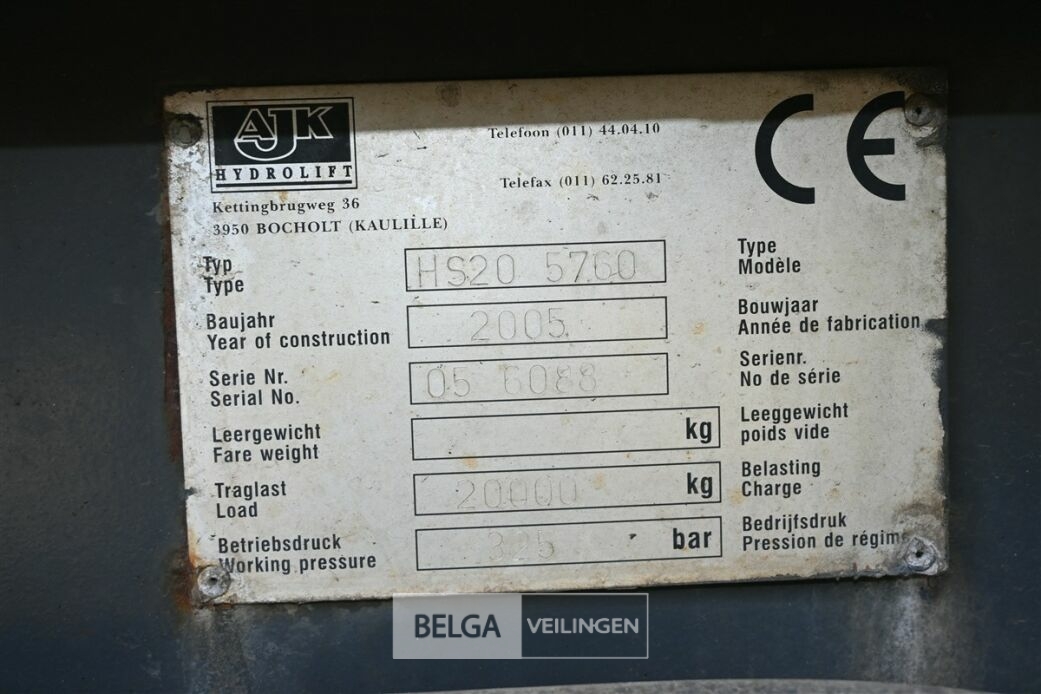 AJK
HYDROLIFT
Telefoon (011) 44.04.10
Telefax (011) 62.25.81
CE
Kettingbrugweg 36
3950 BOCHOLT (KAULILLE)
Typ
Type
HS20 5760
Type
Modèle
Baujahr
Year of construction
2005
Bouwjaar
Année de fabrication
Serie Nr.
Serial No.
05 6088
Serienr.
No de série
Leergewicht
Fare weight
kg
Leeggewicht
poids vide
Traglast
Load
20000 kg
Belasting
Charge
Betriebsdruck
Working pressure
325 bar
Bedrijfsdruk
Pression de régime
BELGA VEILINGEN